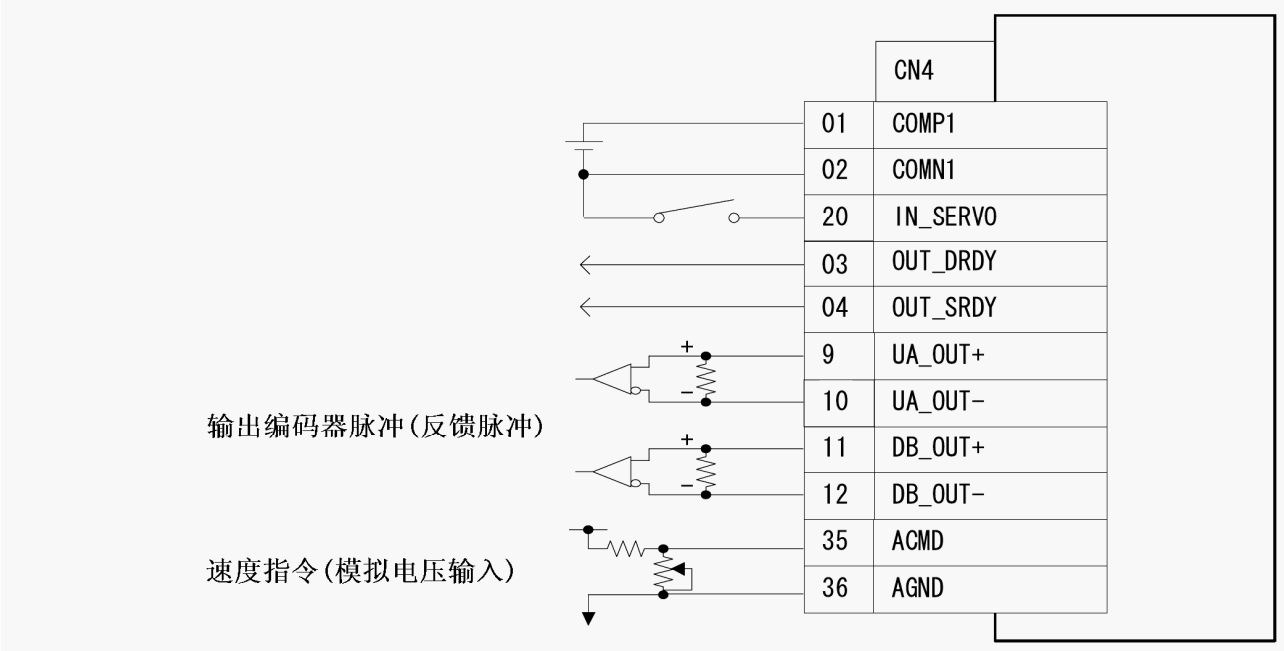 CN4
01 COMP1
02 COMN1
20 IN_SERVO
03 OUT_DRDY
04 OUT_SRDY
+
9 UA_OUT+
−
10 UA_OUT-
输出编码器脉冲(反馈脉冲)
+
11 DB_OUT+
−
12 DB_OUT-
35 ACMD
速度指令(模拟电压输入)
36 AGND